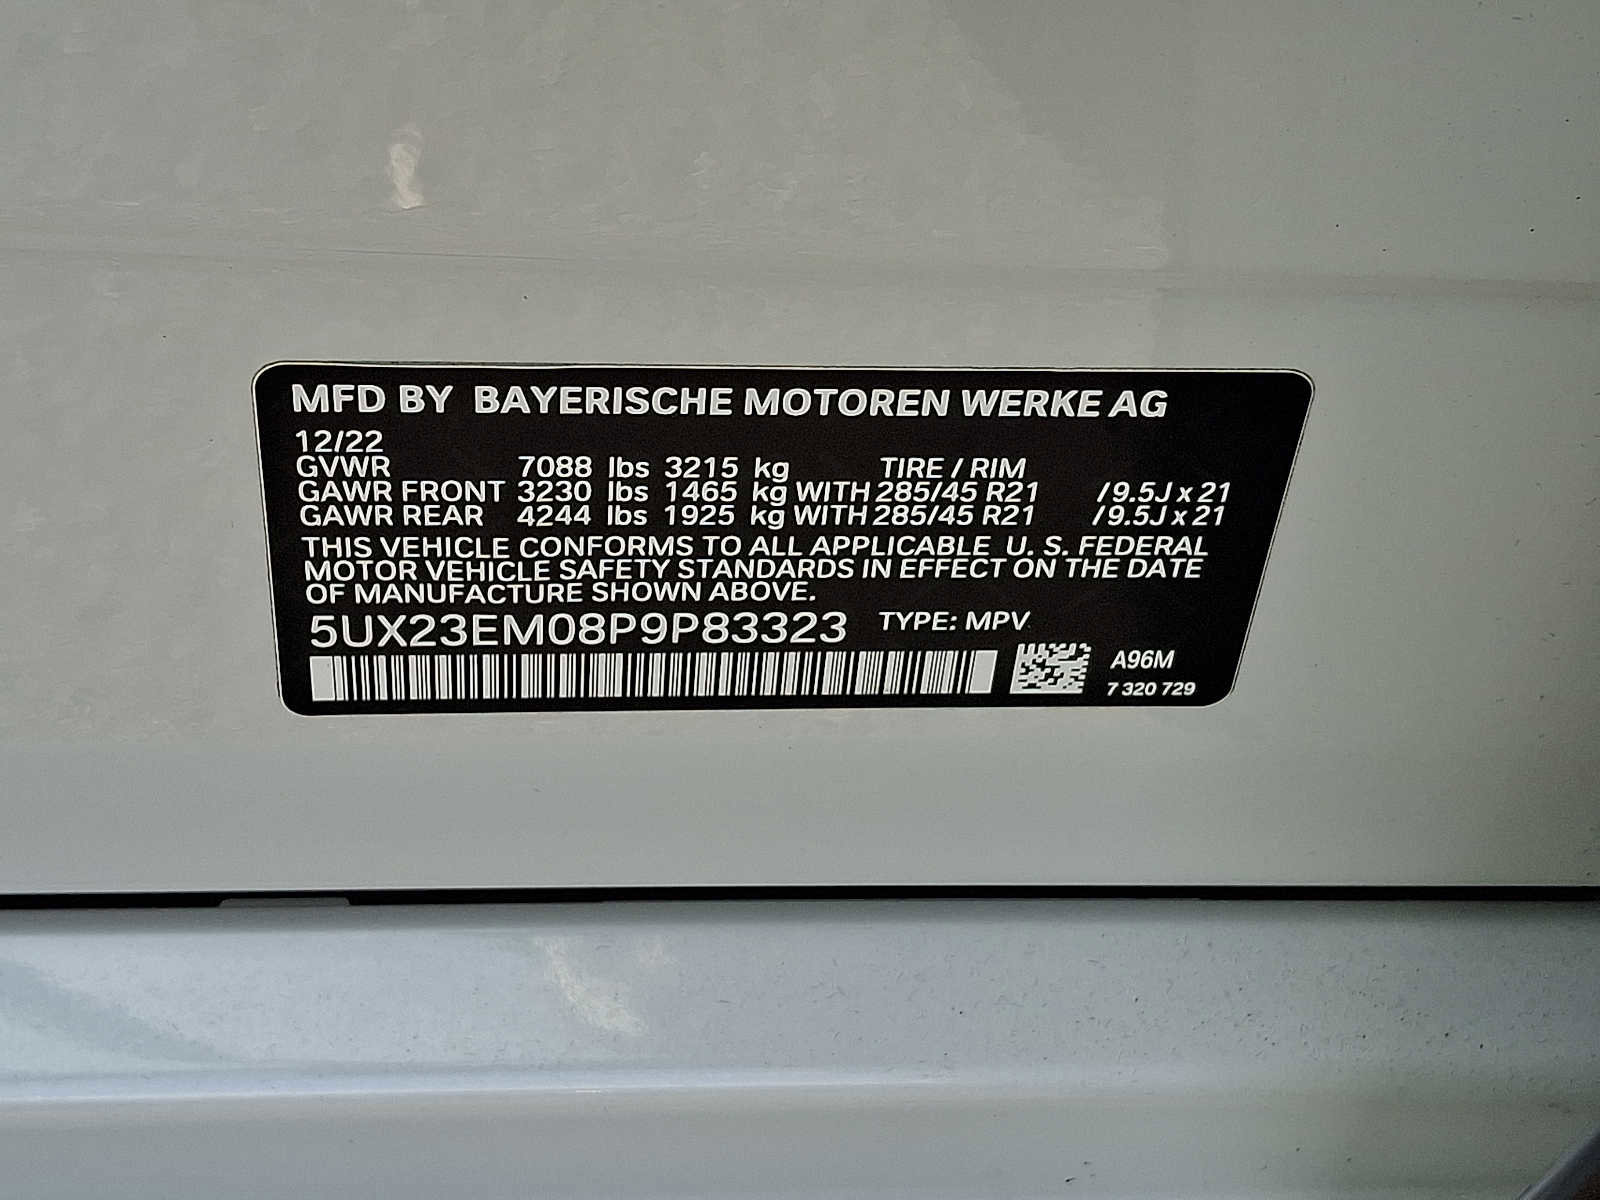 MFD BY BAYERISCHE MOTOREN WERKE AG
12/22
GVWR 7088 lbs 3215 kg TIRE / RIM
GAWR FRONT 3230 lbs 1465 kg WITH 285/45 R21 /9.5J x 21
GAWR REAR 4244 lbs 1925 kg WITH 285/45 R21 /9.5J x 21
THIS VEHICLE CONFORMS TO ALL APPLICABLE U. S. FEDERAL
MOTOR VEHICLE SAFETY STANDARDS IN EFFECT ON THE DATE
OF MANUFACTURE SHOWN ABOVE.
5UX23EM08P9P83323 TYPE: MPV
A96M
7 320 729